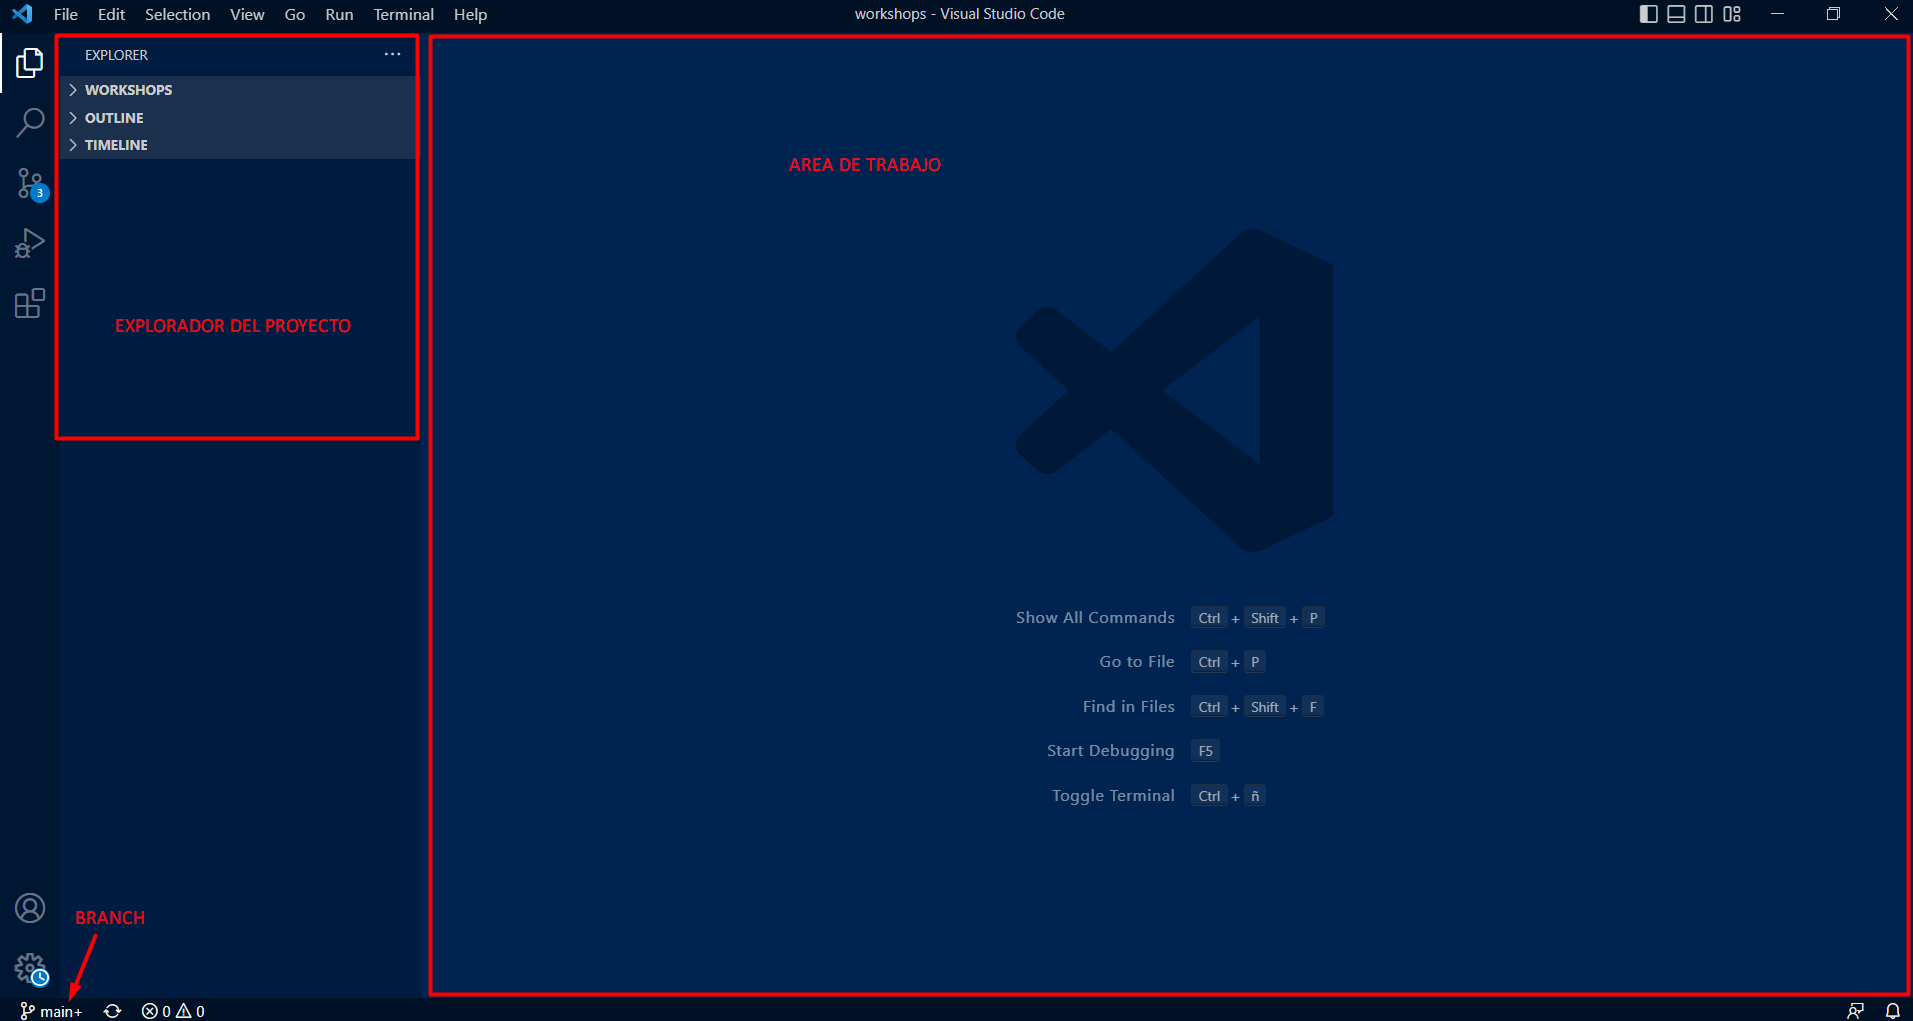 File Edit Selection View Go Run Terminal Help
workshops - Visual Studio Code
EXPLORER
WORKSHOPS
OUTLINE
TIMELINE
3
EXPLORADOR DEL PROYECTO
AREA DE TRABAJO
Show All Commands Ctrl + Shift + P
Go to File Ctrl + P
Find in Files Ctrl + Shift + F
Start Debugging F5
Toggle Terminal Ctrl + ñ
BRANCH
main+ 0 0